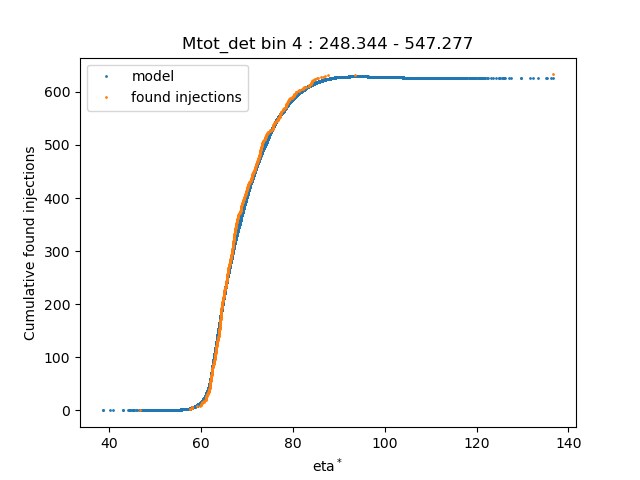 Mtot_det bin 4 : 248.344 - 547.277
model
found injections
Cumulative found injections
600
500
400
300
200
100
0
40
60
80
100
120
140
eta*